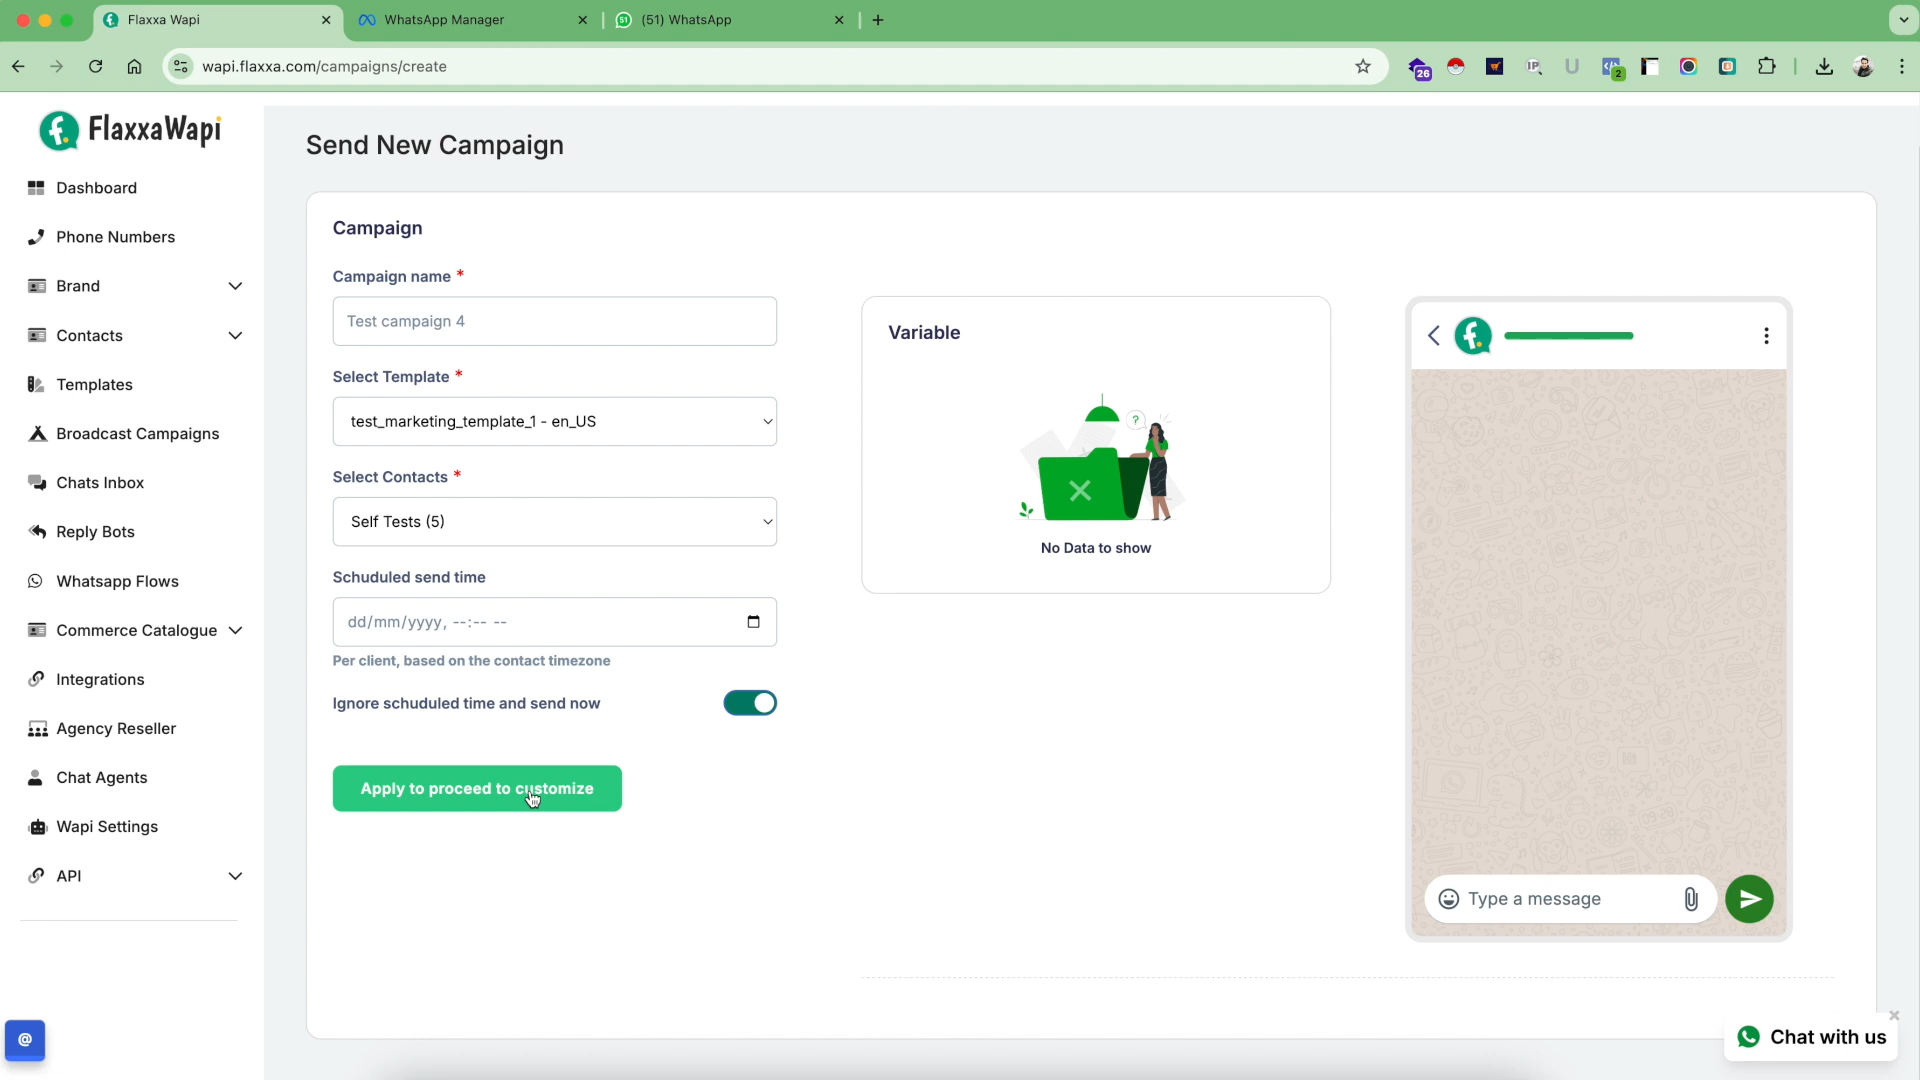 Flaxxa Wapi
WhatsApp Manager
51
(51) WhatsApp
wapi.flaxxa.com/campaigns/create
26
IP
U
2
f.
FlaxxaWapi
Dashboard
Phone Numbers
Brand
Contacts
Templates
Broadcast Campaigns
Chats Inbox
Reply Bots
Whatsapp Flows
Commerce Catalogue
Integrations
Agency Reseller
Chat Agents
Wapi Settings
API
@
Send New Campaign
Campaign
Campaign name *
Test campaign 4
Select Template *
test_marketing_template_1 - en_US
Select Contacts *
Self Tests (5)
Schuduled send time
dd/mm/yyyy, --:-- --
Per client, based on the contact timezone
Ignore schuduled time and send now
Apply to proceed to customize
Variable
?
No Data to show
f.
Type a message
Chat with us